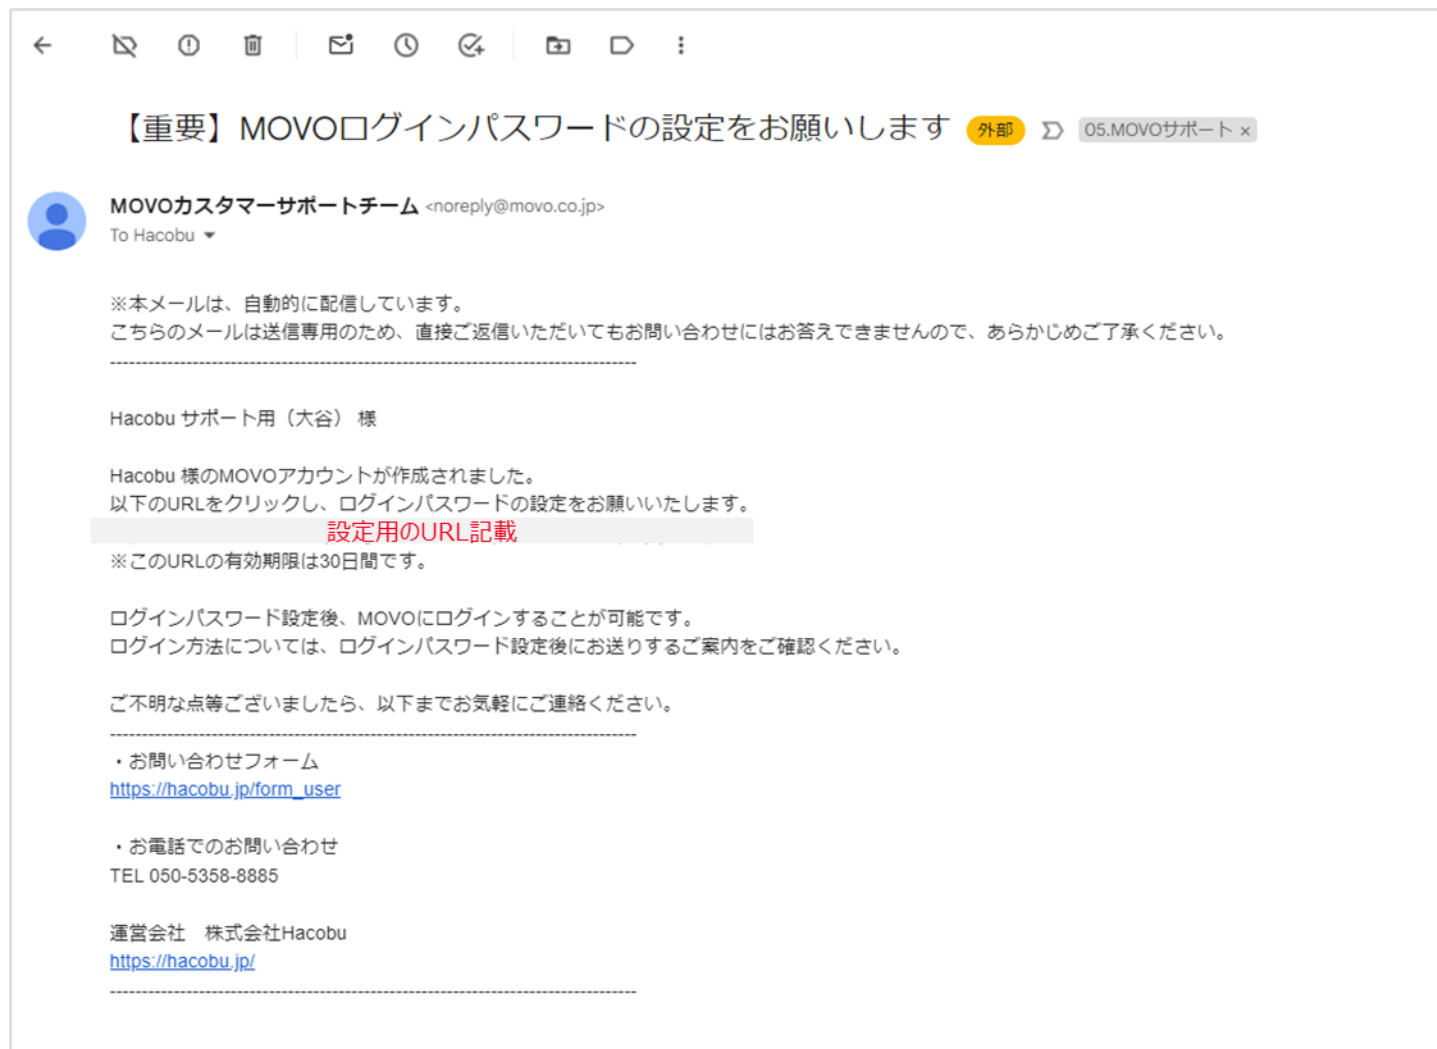 【重要】MOVOログインパスワードの設定をお願いします 外部 05.MOVOサポート ×
MOVOカスタマーサポートチーム <noreply@movo.co.jp>
To Hacobu
※本メールは、自動的に配信しています。
こちらのメールは送信専用のため、直接ご返信いただいてもお問い合わせにはお答えできませんので、あらかじめご了承ください。
--------------------------------------------------------------------------------
Hacobu サポート用（大谷） 様
Hacobu 様のMOVOアカウントが作成されました。
以下のURLをクリックし、ログインパスワードの設定をお願いいたします。
設定用のURL記載
※このURLの有効期限は30日間です。
ログインパスワード設定後、MOVOにログインすることが可能です。
ログイン方法については、ログインパスワード設定後にお送りするご案内をご確認ください。
ご不明な点等ございましたら、以下までお気軽にご連絡ください。
--------------------------------------------------------------------------------
・お問い合わせフォーム
https://hacobu.jp/form_user
・お電話でのお問い合わせ
TEL 050-5358-8885
運営会社　株式会社Hacobu
https://hacobu.jp/
--------------------------------------------------------------------------------